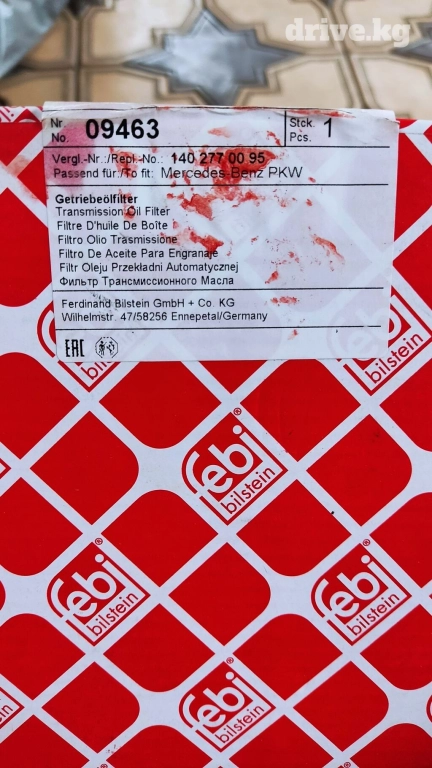 drive.kg
Nr. No. 09463 Stck. Pcs. 1
Vergl.-Nr./Repl.-No.: 140 277 00 95
Passend für:/To fit: Mercedes-Benz PKW
Getriebeölfilter
Transmission Oil Filter
Filtre D'huile De Boîte
Filtro Olio Trasmissione
Filtro De Aceite Para Engranaje
Filtr Oleju Przekładni Automatycznej
Фильтр Трансмиссионного Масла
Ferdinand Bilstein GmbH + Co. KG
Wilhelmstr. 47/58256 Ennepetal/Germany
EAC
febi
bilstein
febi
bilstein
febi
bilstein
febi
bilstein
febi
bilstein
febi
bilstein